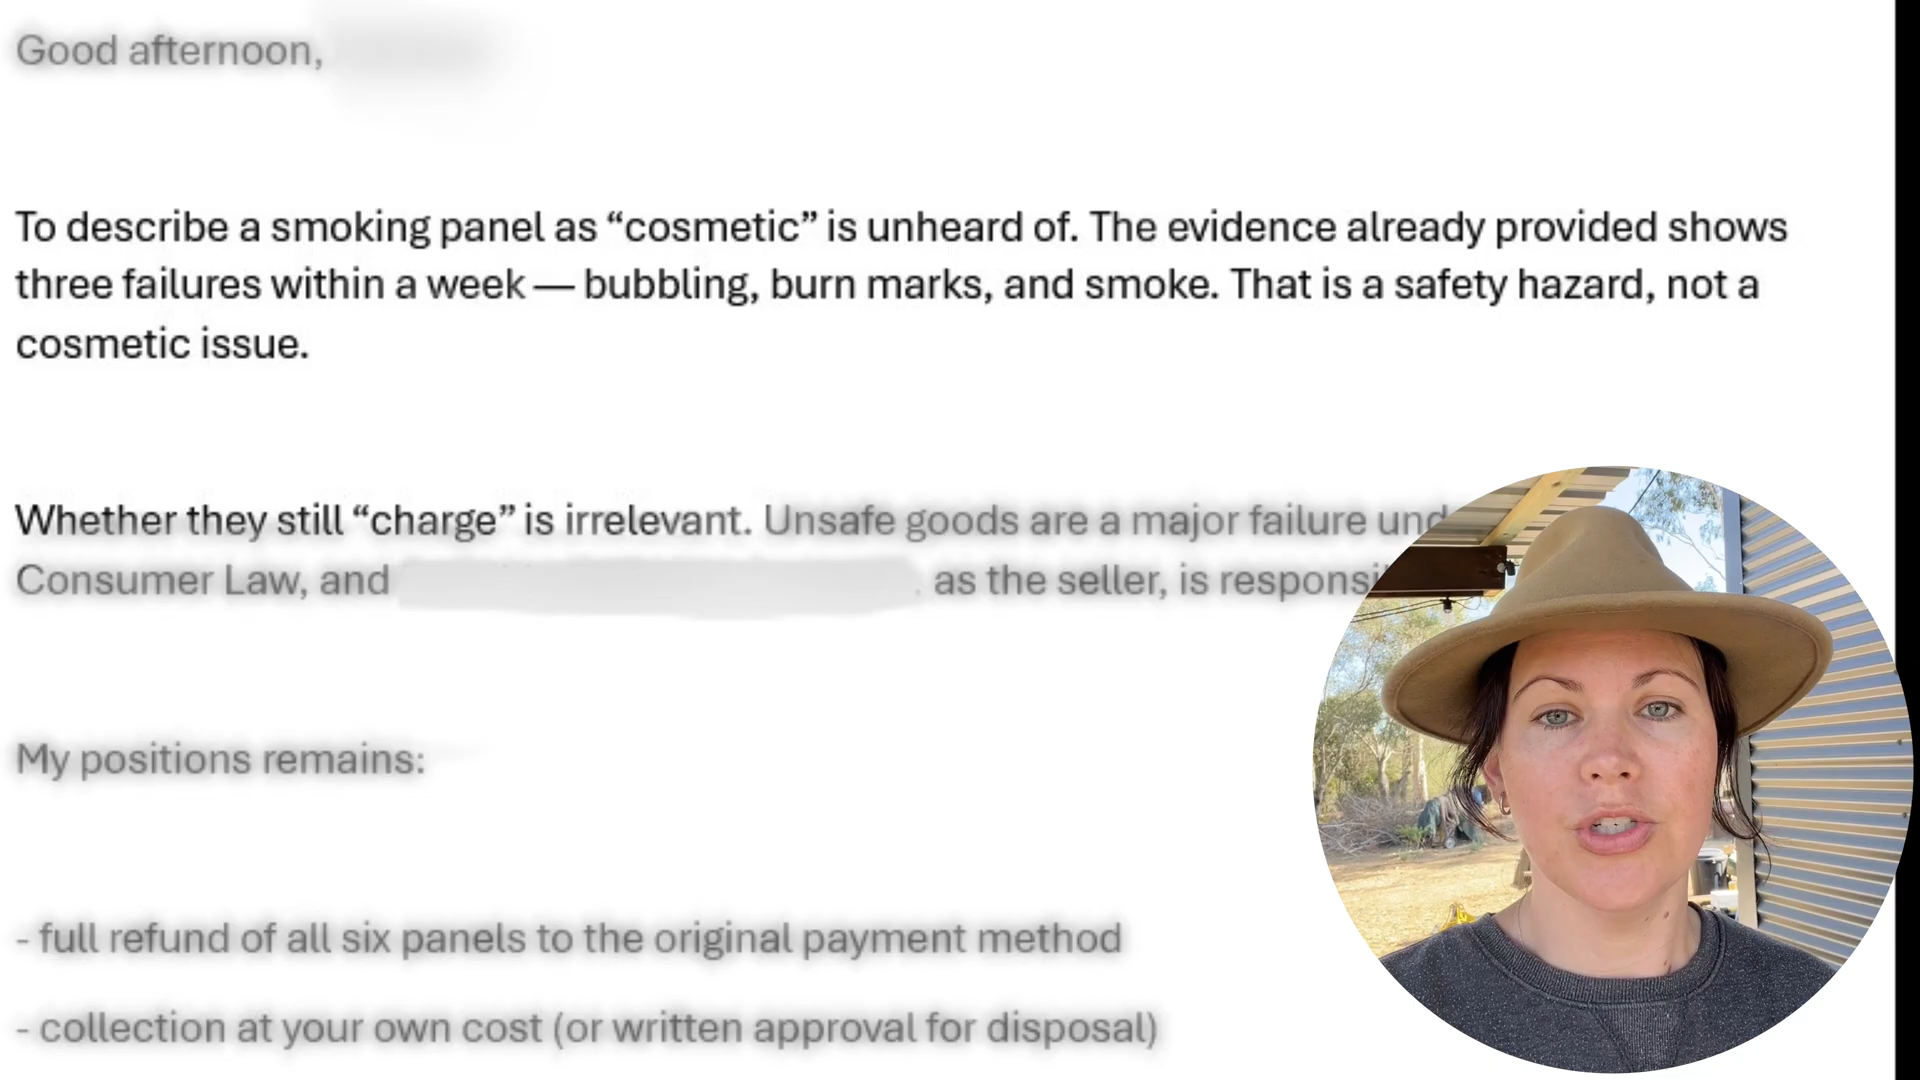 Good afternoon,
To describe a smoking panel as “cosmetic” is unheard of. The evidence already provided shows
three failures within a week — bubbling, burn marks, and smoke. That is a safety hazard, not a
cosmetic issue.
Whether they still “charge” is irrelevant. Unsafe goods are a major failure und
Consumer Law, and as the seller, is responsi
My positions remains:
- full refund of all six panels to the original payment method
- collection at your own cost (or written approval for disposal)